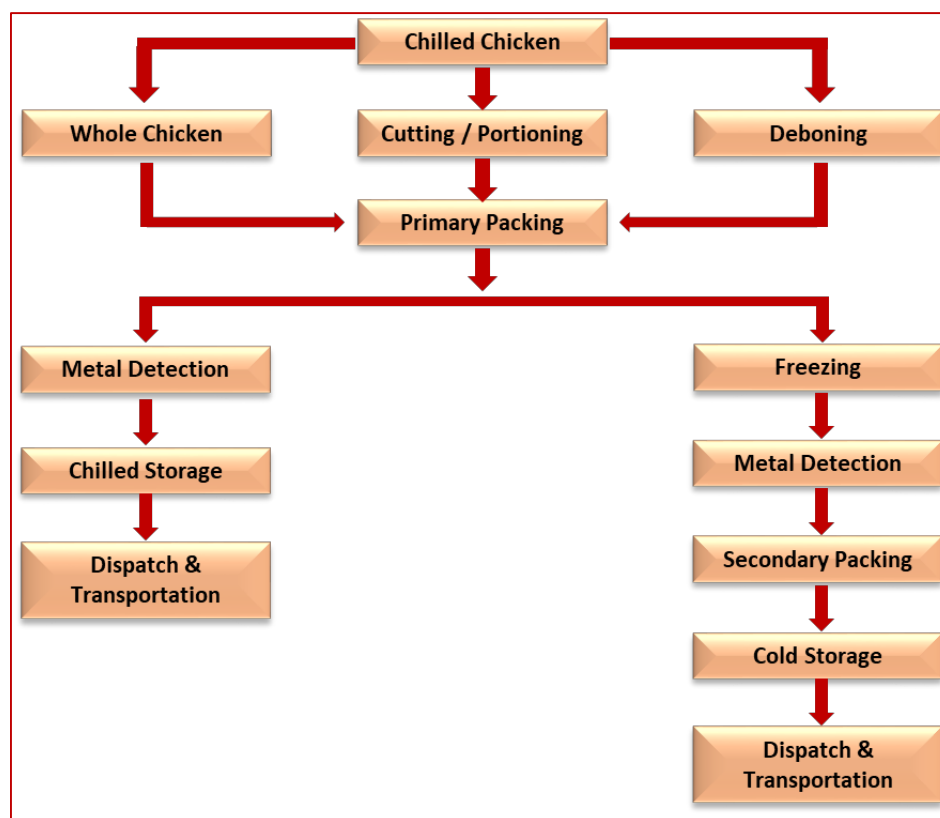 Chilled Chicken
Whole Chicken
Cutting / Portioning
Deboning
Primary Packing
Metal Detection
Freezing
Chilled Storage
Metal Detection
Dispatch &
Transportation
Secondary Packing
Cold Storage
Dispatch &
Transportation